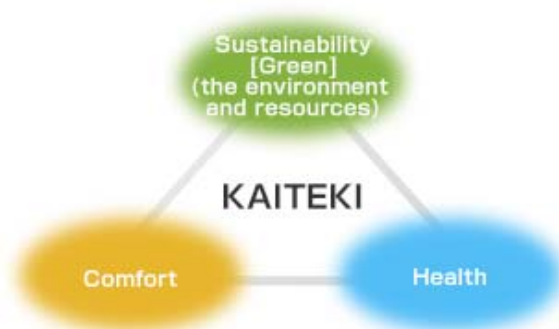 Sustainability
[Green]
(the environment
and resources)
KAITEKI
Comfort
Health